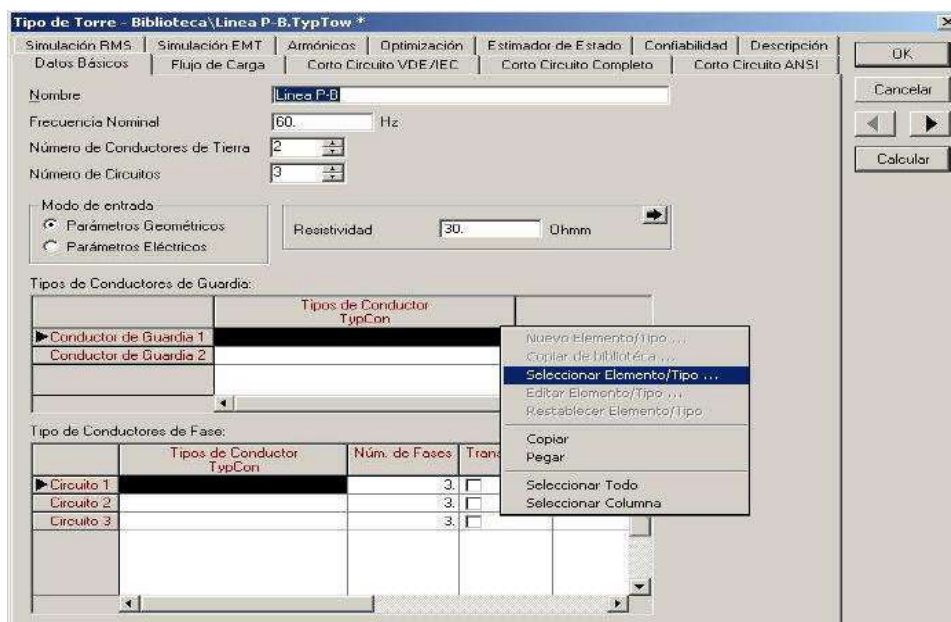 Tipo de Torre - Biblioteca\Linea P-B.TypTow *
Simulación RMS Simulación EMT Armónicos Optimización Estimador de Estado Confiabilidad Descripción
Datos Básicos Flujo de Carga Corto Circuito VDE/IEC Corto Circuito Completo Corto Circuito ANSI
OK
Cancelar
Calcular
Nombre Linea P-B
Frecuencia Nominal 60. Hz
Número de Conductores de Tierra 2
Número de Circuitos 3
Modo de entrada
Parámetros Geométricos
Parámetros Eléctricos
Resistividad 30. Ohmm
Tipos de Conductores de Guardia:
Tipos de Conductor
TypCon
Conductor de Guardia 1
Conductor de Guardia 2
Nuevo Elemento/Tipo ...
Copiar de bibliotéca ...
Seleccionar Elemento/Tipo ...
Editar Elemento/Tipo ...
Restablecer Elemento/Tipo
Copiar
Pegar
Seleccionar Todo
Seleccionar Columna
Tipo de Conductores de Fase:
Tipos de Conductor
TypCon
Núm. de Fases
Trans
Circuito 1 3.
Circuito 2 3.
Circuito 3 3.